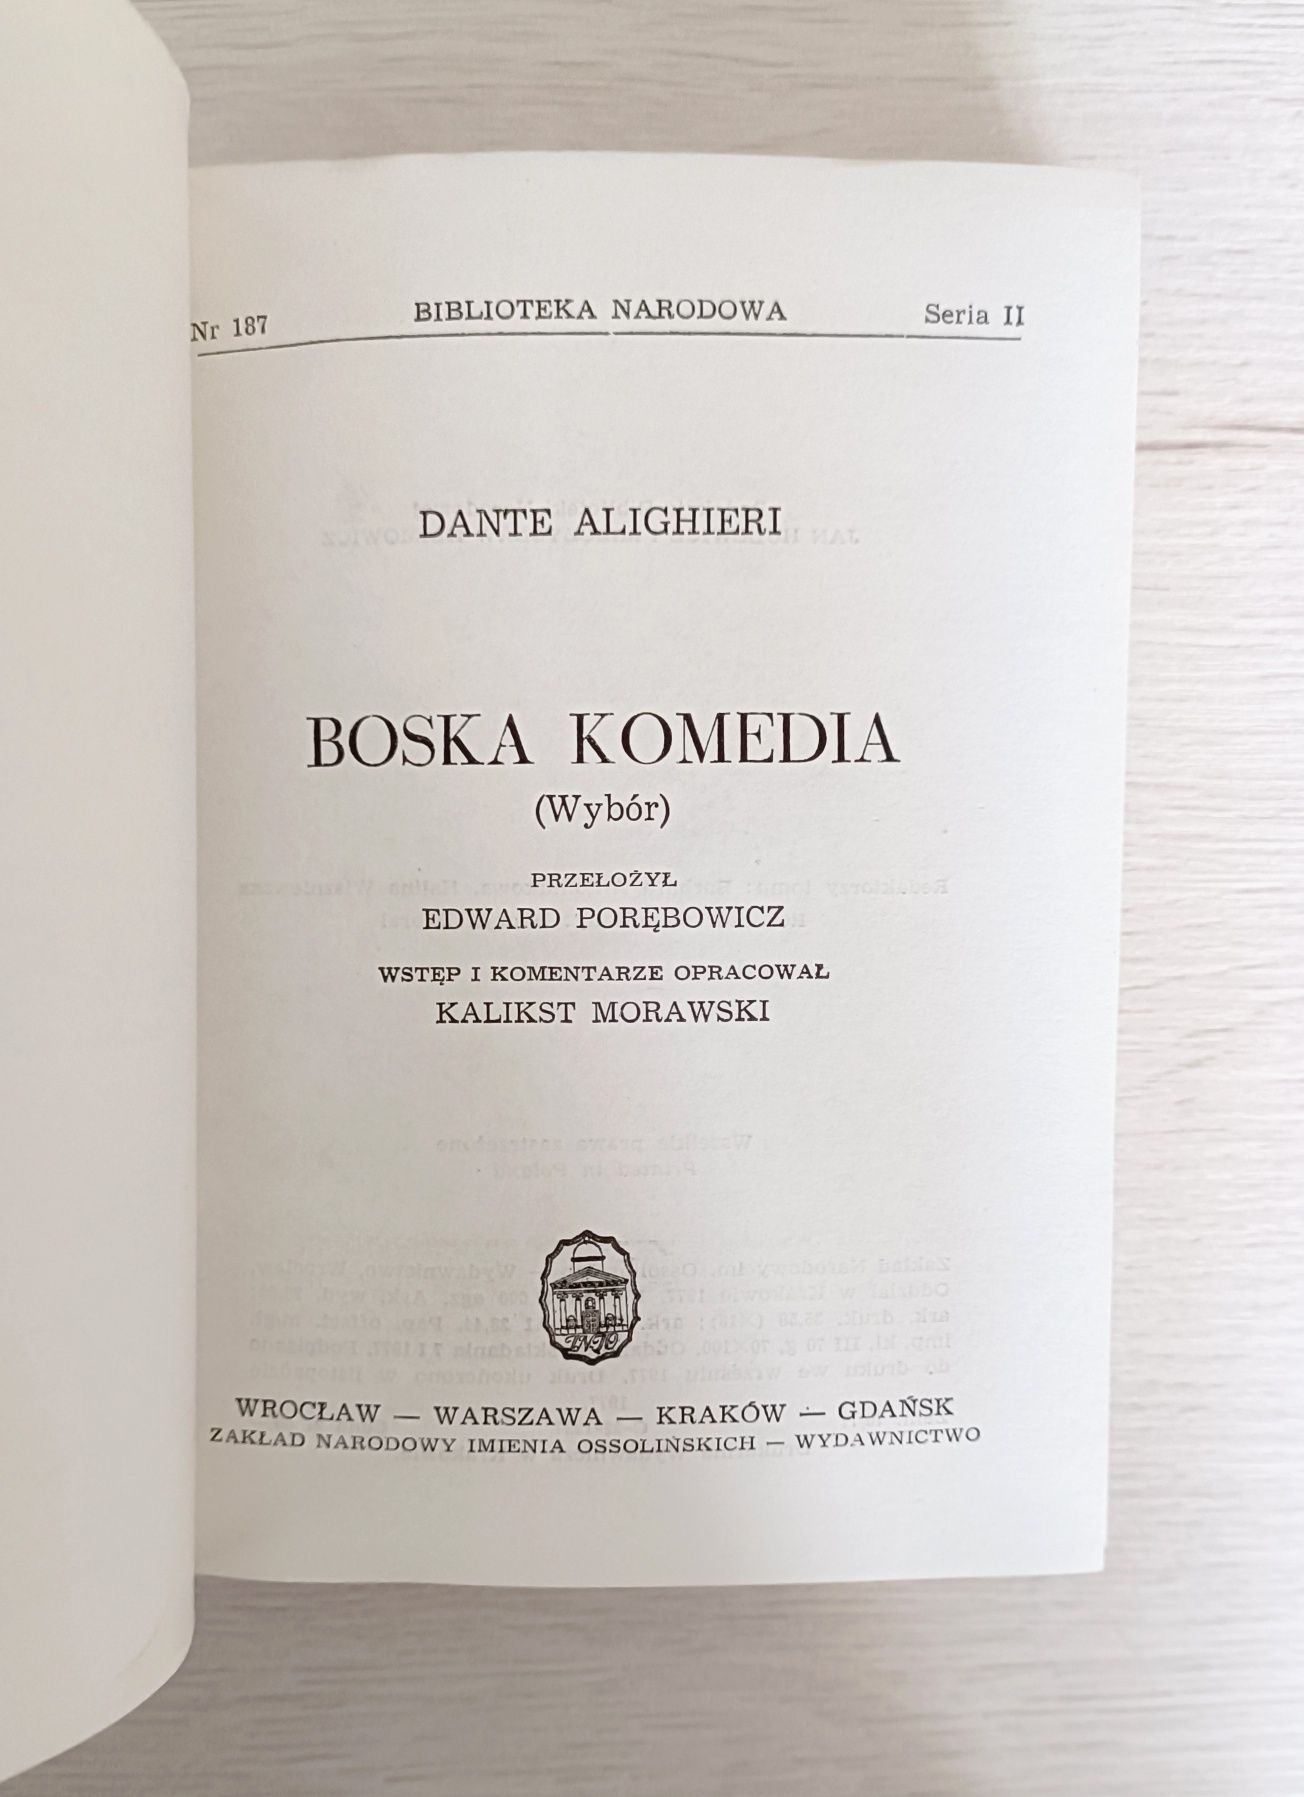 Nr 187 BIBLIOTEKA NARODOWA Seria II
DANTE ALIGHIERI
BOSKA KOMEDIA
(Wybór)
PRZEŁOŻYŁ
EDWARD PORĘBOWICZ
WSTĘP I KOMENTARZE OPRACOWAŁ
KALIKST MORAWSKI
WROCŁAW — WARSZAWA — KRAKÓW — GDAŃSK
ZAKŁAD NARODOWY IMIENIA OSSOLIŃSKICH — WYDAWNICTWO